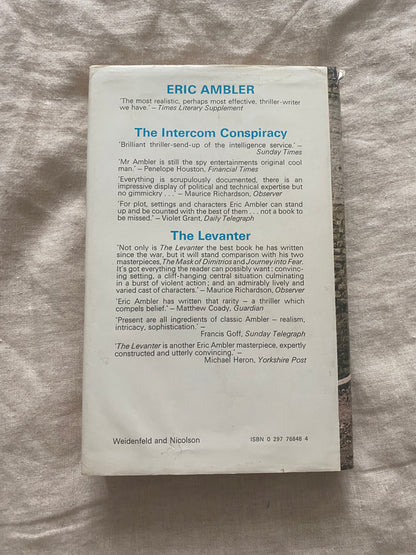 ERIC AMBLER
'The most realistic, perhaps most effective, thriller-writer
we have.' – Times Literary Supplement
The Intercom Conspiracy
'Brilliant thriller-send-up of the intelligence service.' –
Sunday Times
'Mr Ambler is still the spy entertainments original cool
man.' – Penelope Houston, Financial Times
'Everything is scrupulously documented, there is an
impressive display of political and technical expertise but
no gimmickry . . .' – Maurice Richardson, Observer
'For plot, settings and characters Eric Ambler can stand
up and be counted with the best of them . . . not a book to
be missed.' – Violet Grant, Daily Telegraph
The Levanter
'Not only is The Levanter the best book he has written
since the war, but it will stand comparison with his two
masterpieces, The Mask of Dimitrios and Journey into Fear.
It's got everything the reader can possibly want: convinc-
ing setting, a cliff-hanging central situation culminating
in a burst of violent action; and an admirably lively and
varied cast of characters.' – Maurice Richardson, Observer
'Eric Ambler has written that rarity – a thriller which
compels belief.' – Matthew Coady, Guardian
'Present are all ingredients of classic Ambler – realism,
intricacy, sophistication.' –
Francis Goff, Sunday Telegraph
'The Levanter is another Eric Ambler masterpiece, expertly
constructed and utterly convincing.' –
Michael Heron, Yorkshire Post
Weidenfeld and Nicolson
ISBN 0 297 76846 4